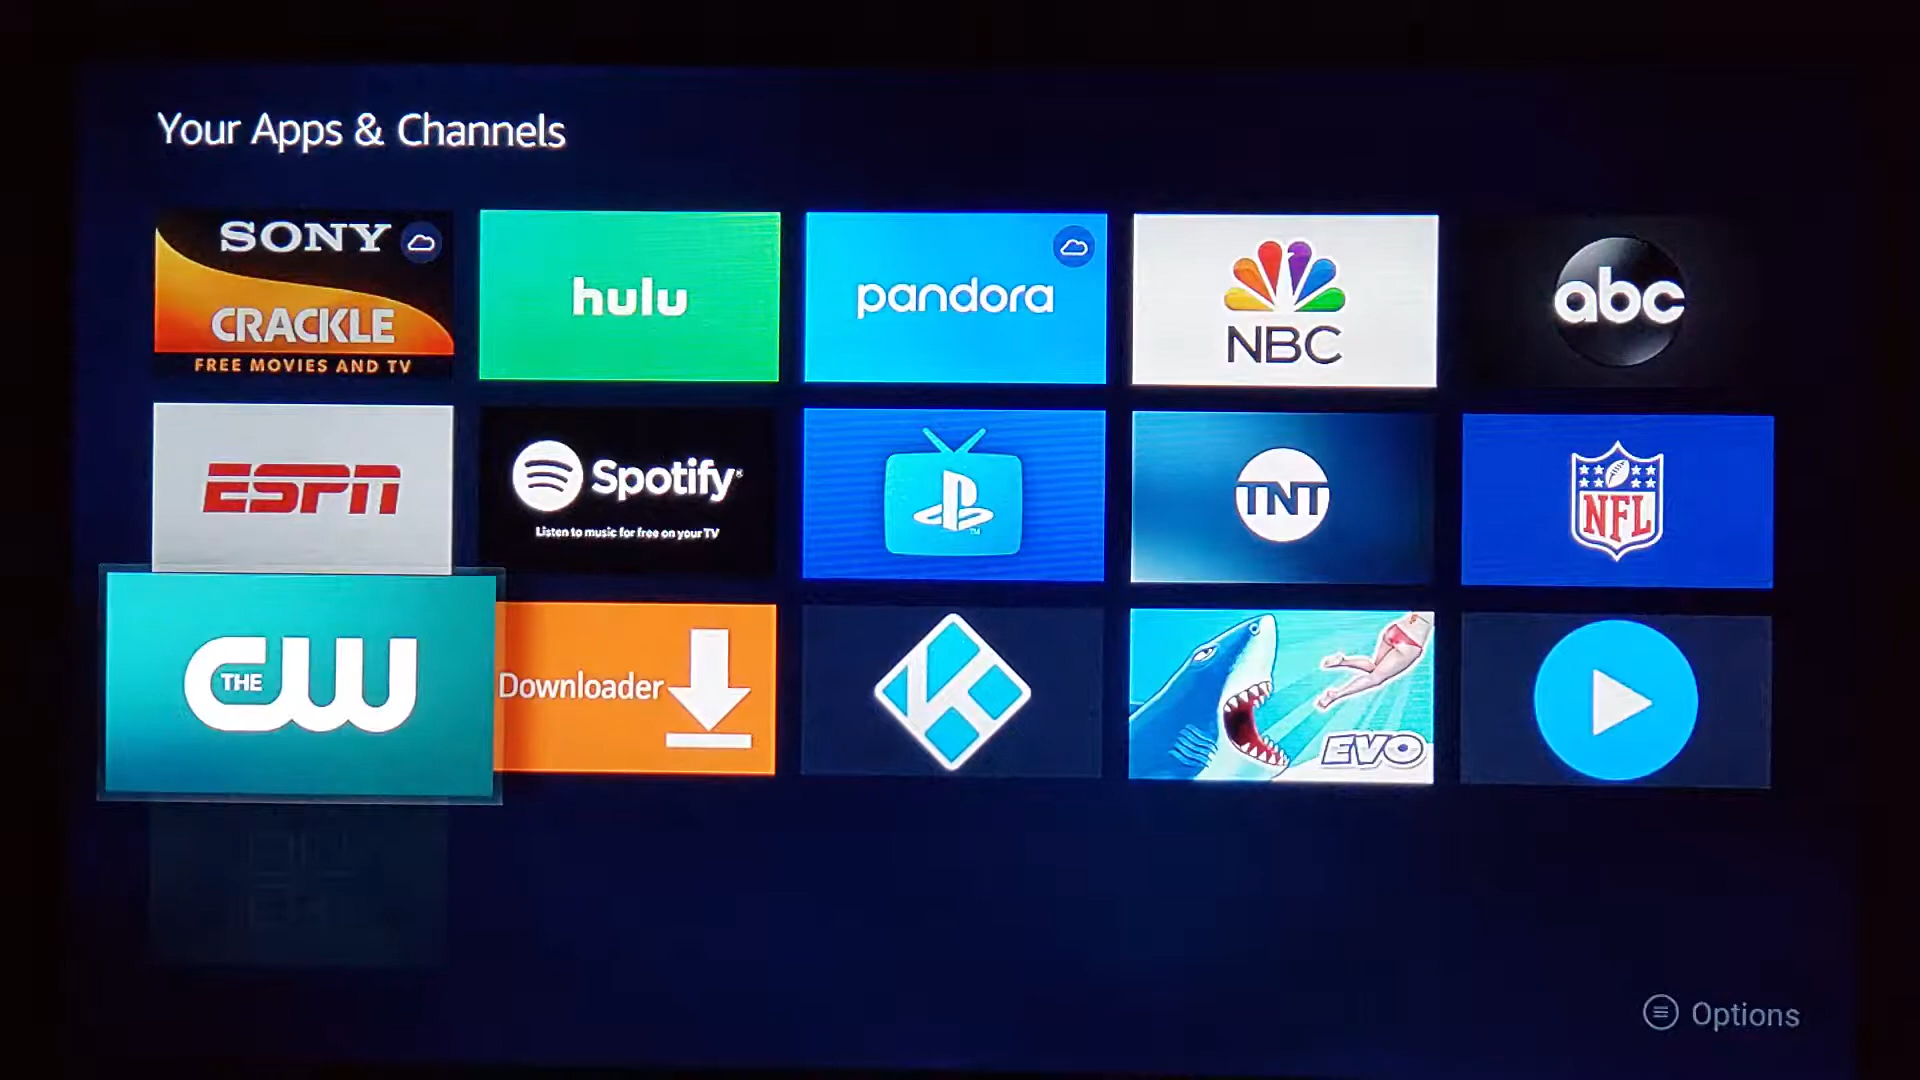 Your Apps & Channels
SONY
CRACKLE
FREE MOVIES AND TV
hulu
pandora
NBC
abc
ESPN
Spotify®
Listen to music for free on your TV
TM
TNT
NFL
THE CW
Downloader
EVO
Options